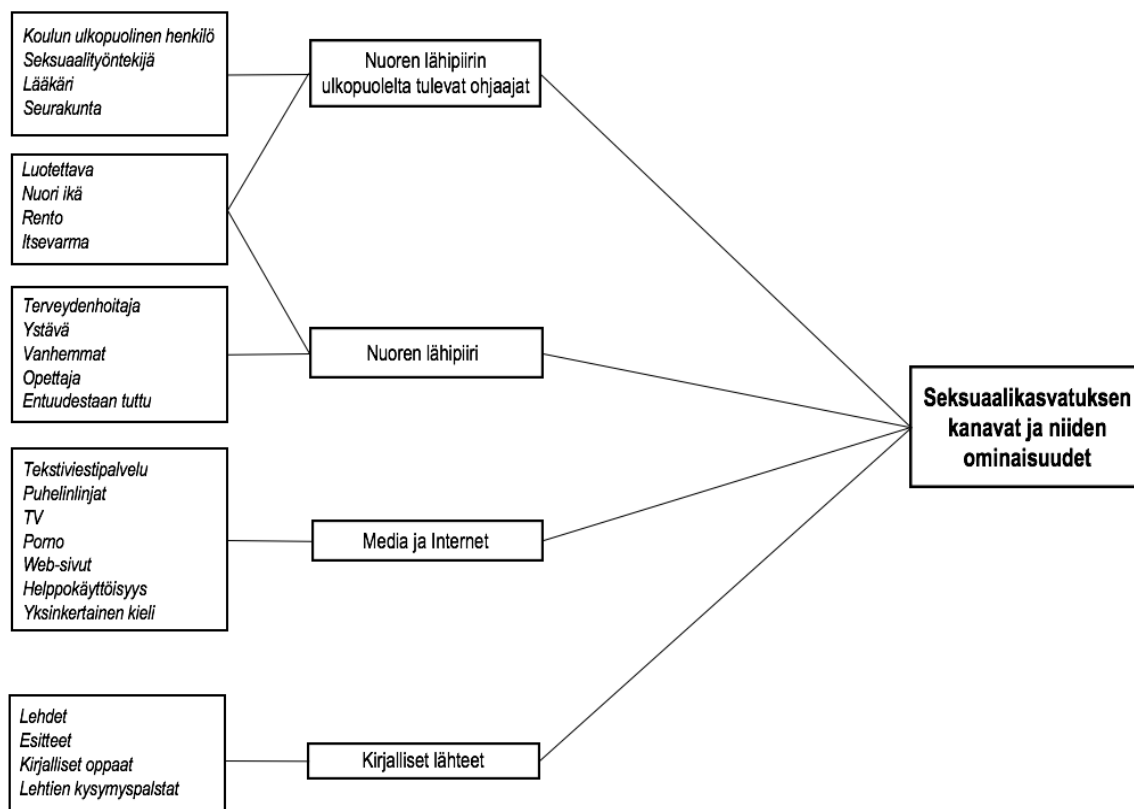 Koulun ulkopuolinen henkilö
Seksuaalityöntekijä
Lääkäri
Seurakunta
Luotettava
Nuori ikä
Rento
Itsevarma
Terveydenhoitaja
Ystävä
Vanhemmat
Opettaja
Entuudestaan tuttu
Tekstiviestipalvelu
Puhelinlinjat
TV
Porno
Web-sivut
Helppokäyttöisyys
Yksinkertainen kieli
Lehdet
Esitteet
Kirjalliset oppaat
Lehtien kysymyspalstat
Nuoren lähipiirin
ulkopuolelta tulevat ohjaajat
Nuoren lähipiiri
Media ja Internet
Kirjalliset lähteet
Seksuaalikasvatuksen
kanavat ja niiden
ominaisuudet